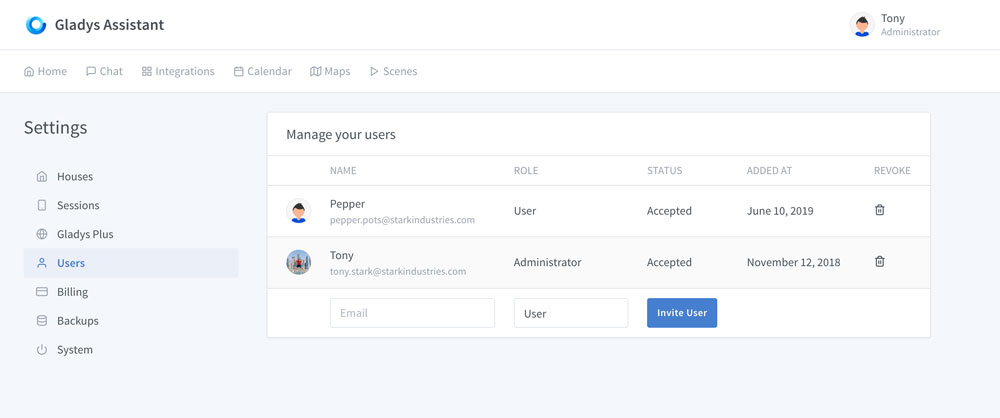 Gladys Assistant
Tony
Administrator
Home Chat Integrations Calendar Maps Scenes
Settings
Houses
Sessions
Gladys Plus
Users
Billing
Backups
System
Manage your users
NAME ROLE STATUS ADDED AT REVOKE
Pepper
pepper.pots@starkindustries.com
User Accepted June 10, 2019
Tony
tony.stark@starkindustries.com
Administrator Accepted November 12, 2018
Email User Invite User